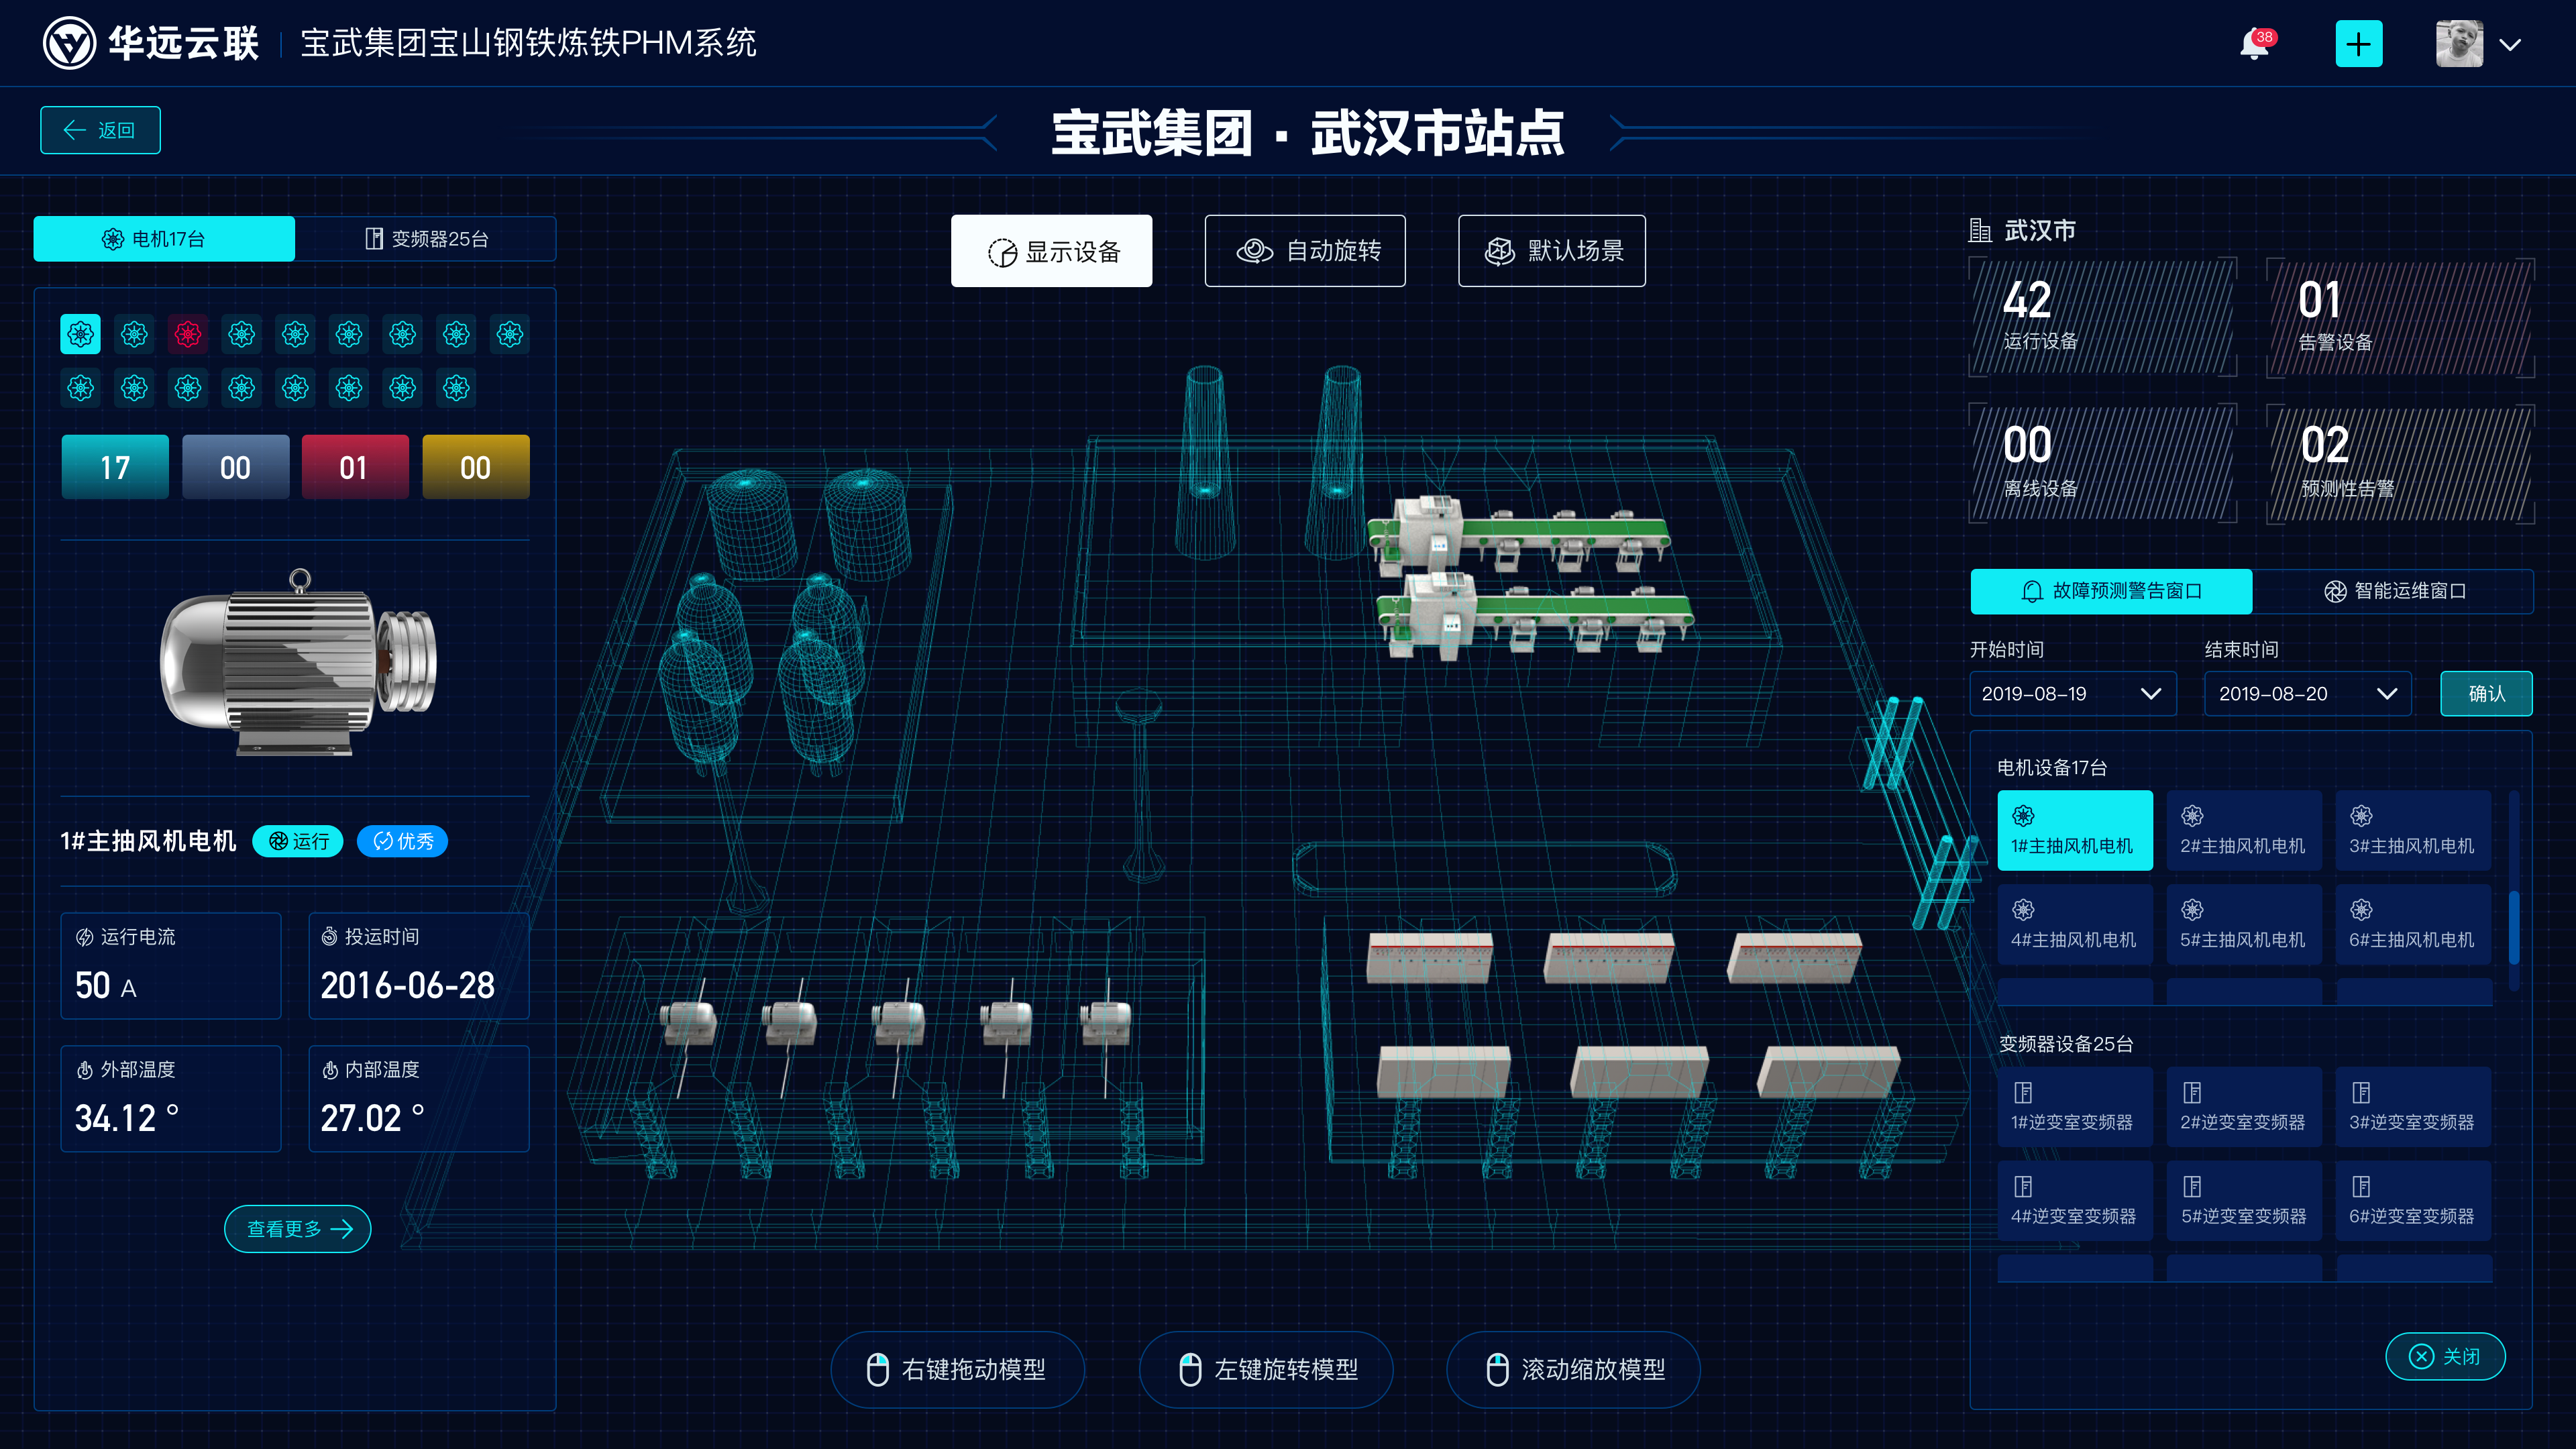 华远云联
宝武集团宝山钢铁炼铁PHM系统
38
返回
宝武集团 · 武汉市站点
电机17台
变频器25台
17
00
01
00
1#主抽风机电机
运行
优秀
运行电流
50 A
投运时间
2016-06-28
外部温度
34.12 °
内部温度
27.02 °
查看更多
显示设备
自动旋转
默认场景
右键拖动模型
左键旋转模型
滚动缩放模型
武汉市
42
运行设备
01
告警设备
00
离线设备
02
预测性告警
故障预测警告窗口
智能运维窗口
开始时间
结束时间
2019-08-19
2019-08-20
确认
电机设备17台
1#主抽风机电机
2#主抽风机电机
3#主抽风机电机
4#主抽风机电机
5#主抽风机电机
6#主抽风机电机
变频器设备25台
1#逆变室变频器
2#逆变室变频器
3#逆变室变频器
4#逆变室变频器
5#逆变室变频器
6#逆变室变频器
关闭